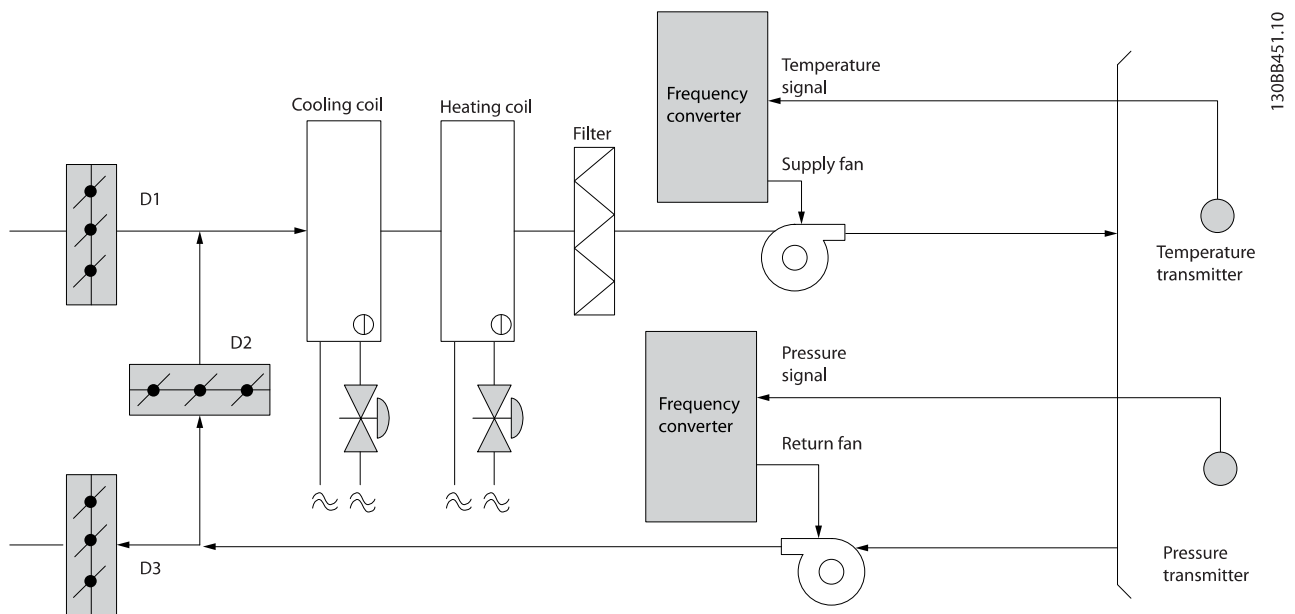 130BB451.10
Temperature
signal
Frequency
converter
Cooling coil
Heating coil
Filter
Supply fan
D1
Temperature
transmitter
D2
Pressure
signal
Frequency
converter
Return fan
D3
Pressure
transmitter